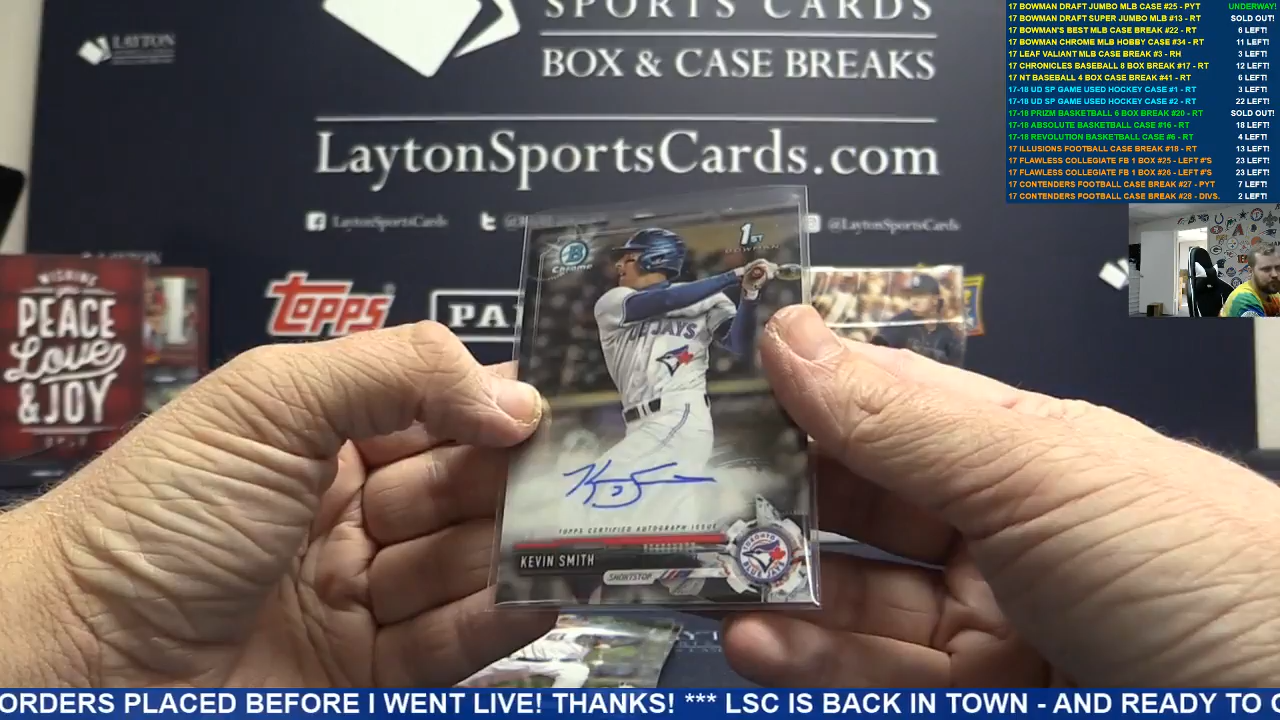 SPORTS CARDS
BOX & CASE BREAKS
LaytonSportsCards.com
LaytonSportsCards
@LaytonSportsCards
LAYTON
TOPPS
PA
WISHING
PEACE
Love
& JOY
Chrome
1ST
BOWMAN
JAYS
TOPPS CERTIFIED AUTOGRAPH ISSUE
KEVIN SMITH
SHORTSTOP
TORONTO
BLUE JAYS
17 BOWMAN DRAFT JUMBO MLB CASE #25 - PYT UNDERWAY!
17 BOWMAN DRAFT SUPER JUMBO MLB #13 - RT SOLD OUT!
17 BOWMAN'S BEST MLB CASE BREAK #22 - RT 6 LEFT!
17 BOWMAN CHROME MLB HOBBY CASE #34 - RT 11 LEFT!
17 LEAF VALIANT MLB CASE BREAK #3 - RH 3 LEFT!
17 CHRONICLES BASEBALL 8 BOX BREAK #17 - RT 12 LEFT!
17 NT BASEBALL 4 BOX CASE BREAK #41 - RT 6 LEFT!
17-18 UD SP GAME USED HOCKEY CASE #1 - RT 3 LEFT!
17-18 UD SP GAME USED HOCKEY CASE #2 - RT 22 LEFT!
17-18 PRIZM BASKETBALL 6 BOX BREAK #20 - RT SOLD OUT!
17-18 ABSOLUTE BASKETBALL CASE #16 - RT 18 LEFT!
17-18 REVOLUTION BASKETBALL CASE #6 - RT 4 LEFT!
17 ILLUSIONS FOOTBALL CASE BREAK #18 - RT 13 LEFT!
17 FLAWLESS COLLEGIATE FB 1 BOX #25 - LEFT #'S 23 LEFT!
17 FLAWLESS COLLEGIATE FB 1 BOX #26 - LEFT #'S 23 LEFT!
17 CONTENDERS FOOTBALL CASE BREAK #27 - PYT 7 LEFT!
17 CONTENDERS FOOTBALL CASE BREAK #28 - DIVS. 2 LEFT!
ORDERS PLACED BEFORE I WENT LIVE! THANKS! *** LSC IS BACK IN TOWN - AND READY TO